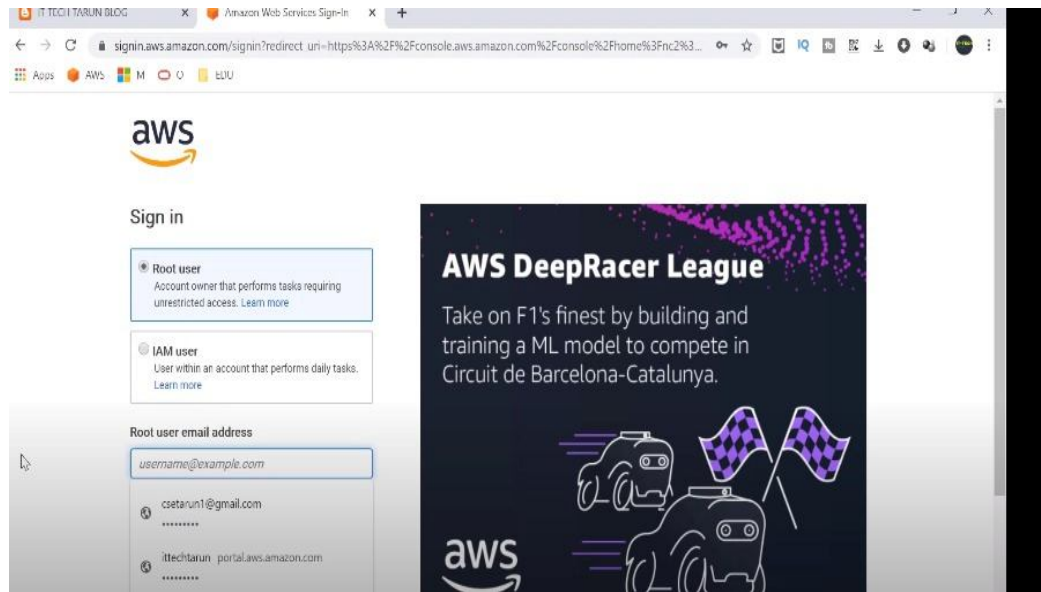 IT TECH TARUN BLOG
Amazon Web Services Sign-In
signin.aws.amazon.com/signin?redirect_uri=https%3A%2F%2Fconsole.aws.amazon.com%2Fconsole%2Fhome%3Fnc2%3...
Apps AWS M O EDU
aws
Sign in
Root user
Account owner that performs tasks requiring
unrestricted access. Learn more
IAM user
User within an account that performs daily tasks.
Learn more
Root user email address
username@example.com
csetarun1@gmail.com
•••••••••
ittechtarun portal.aws.amazon.com
•••••••••
AWS DeepRacer League
Take on F1's finest by building and
training a ML model to compete in
Circuit de Barcelona-Catalunya.
aws